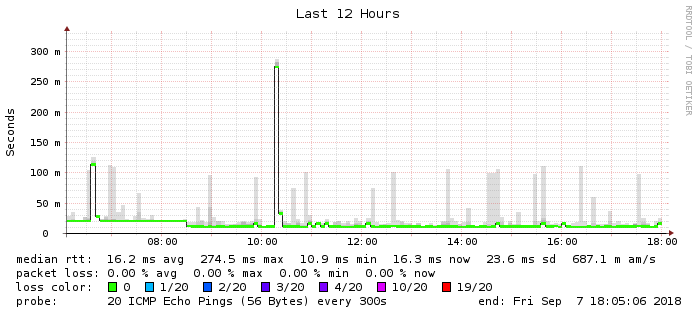 Last 12 Hours
RRDTOOL / TOBI OETIKER
Seconds
300 m
250 m
200 m
150 m
100 m
50 m
0
08:00 10:00 12:00 14:00 16:00 18:00
median rtt: 16.2 ms avg 274.5 ms max 10.9 ms min 16.3 ms now 23.6 ms sd 687.1 m am/s
packet loss: 0.00 % avg 0.00 % max 0.00 % min 0.00 % now
loss color: 0 1/20 2/20 3/20 4/20 10/20 19/20
probe: 20 ICMP Echo Pings (56 Bytes) every 300s end: Fri Sep 7 18:05:06 2018